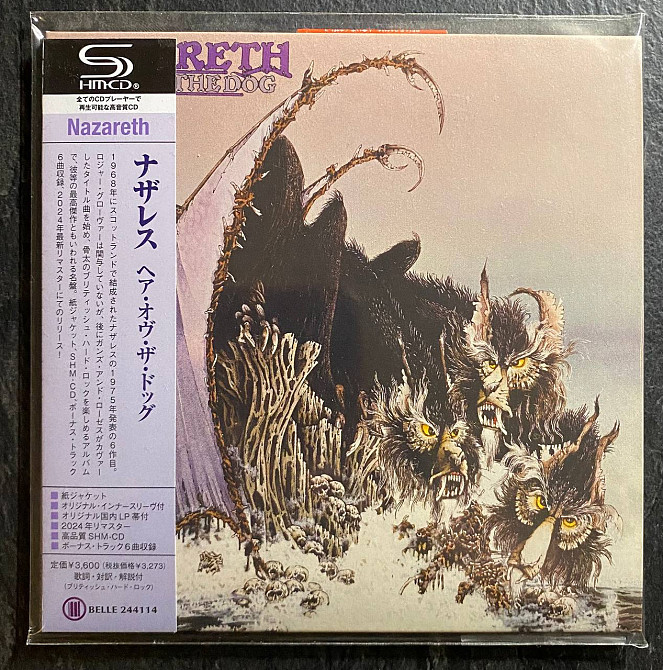 RETH
THE DOG
SHM-CD®
全てのCDプレーヤーで
再生可能な高音質CD
Nazareth
ナザレス ヘア・オヴ・ザ・ドッグ
1968年にスコットランドで結成されたナザレスの1975年発表の6作目。
ロジャー・グローヴァーは関与していないが、後にガンズ・アンド・ローゼスがカヴァー
したタイトル曲を始め、骨太のブリティッシュ・ハード・ロックを楽しめるアルバム
で、彼等の最高傑作ともいわれる名盤。紙ジャケット、SHM-CD、ボーナス・トラック
6曲収録、2024年最新リマスターにてのリリース！
■紙ジャケット
■オリジナル・インナースリーヴ付
■オリジナル国内LP帯付
■2024年リマスター
■高品質SHM-CD
■ボーナス・トラック6曲収録
定価¥3,600（税抜価格¥3,273）
歌詞・対訳・解説付
（ブリティッシュ・ハード・ロック）
BELLE 244114